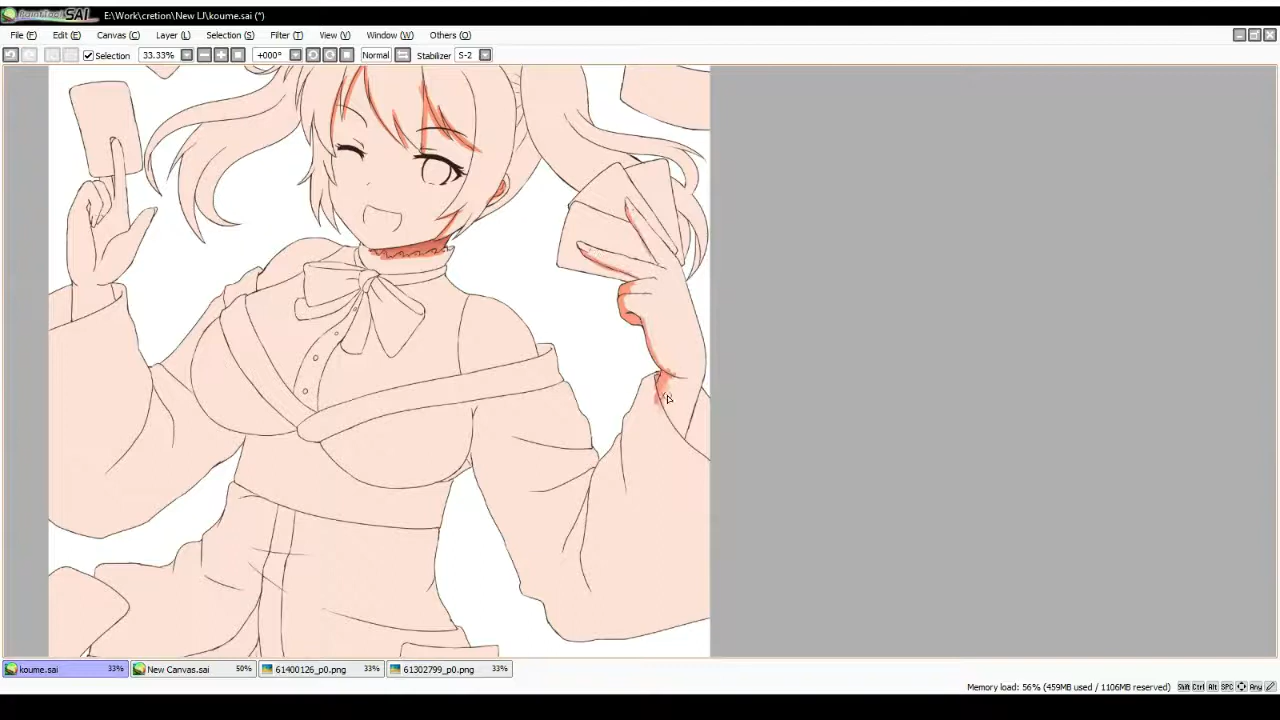 PaintTool SAI E:\Work\cretion\New LJ\koume.sai (*)
File (F) Edit (E) Canvas (C) Layer (L) Selection (S) Filter (T) View (V) Window (W) Others (O)
Selection 33.33% +000° Normal Stabilizer S-2
koume.sai 33% New Canvas.sai 50% 61400126_p0.png 33% 61302799_p0.png 33%
Memory load: 56% (459MB used / 1106MB reserved) Shift Ctrl Alt SPC Any